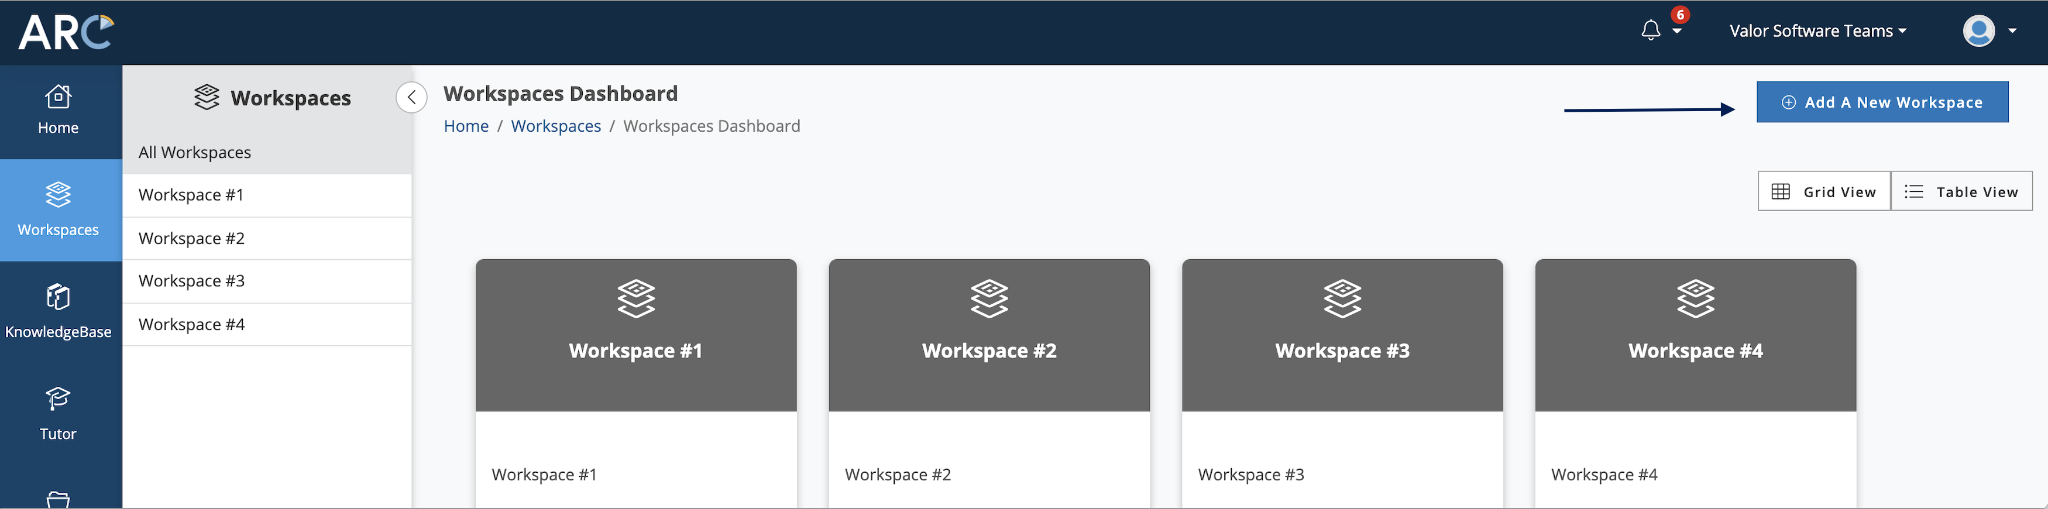 ARC
6
Valor Software Teams
Home
Workspaces
KnowledgeBase
Tutor
Workspaces
All Workspaces
Workspace #1
Workspace #2
Workspace #3
Workspace #4
Workspaces Dashboard
Home / Workspaces / Workspaces Dashboard
Add A New Workspace
Grid View
Table View
Workspace #1
Workspace #2
Workspace #3
Workspace #4
Workspace #1
Workspace #2
Workspace #3
Workspace #4